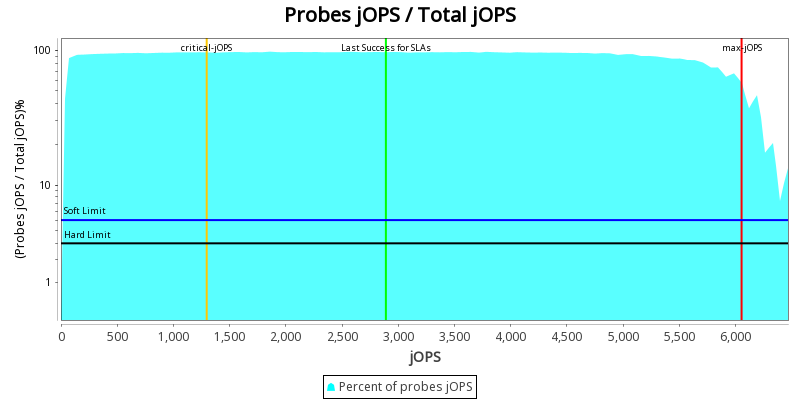 Probes jOPS / Total jOPS
critical-jOPS
Last Success for SLAs
max-jOPS
100
10
1
(Probes jOPS / Total jOPS)%
Soft Limit
Hard Limit
0
500
1,000
1,500
2,000
2,500
3,000
3,500
4,000
4,500
5,000
5,500
6,000
jOPS
Percent of probes jOPS